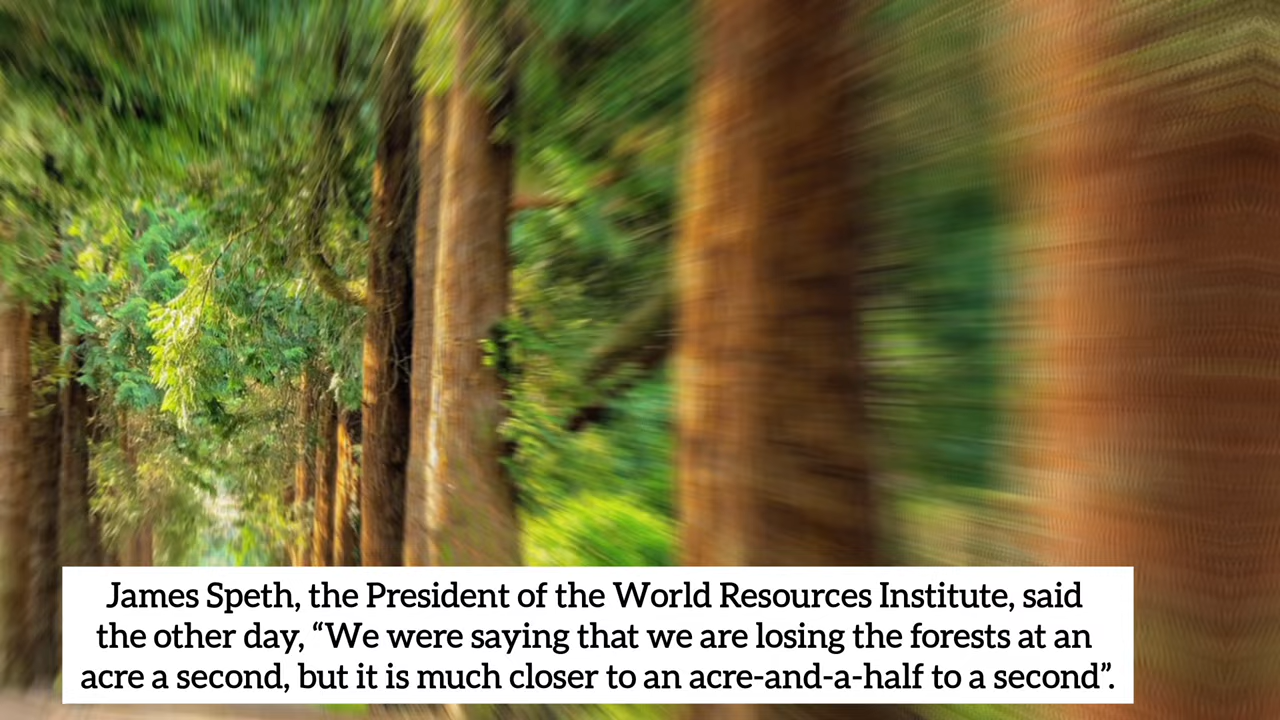 James Speth, the President of the World Resources Institute, said
the other day, “We were saying that we are losing the forests at an
acre a second, but it is much closer to an acre-and-a-half to a second”.